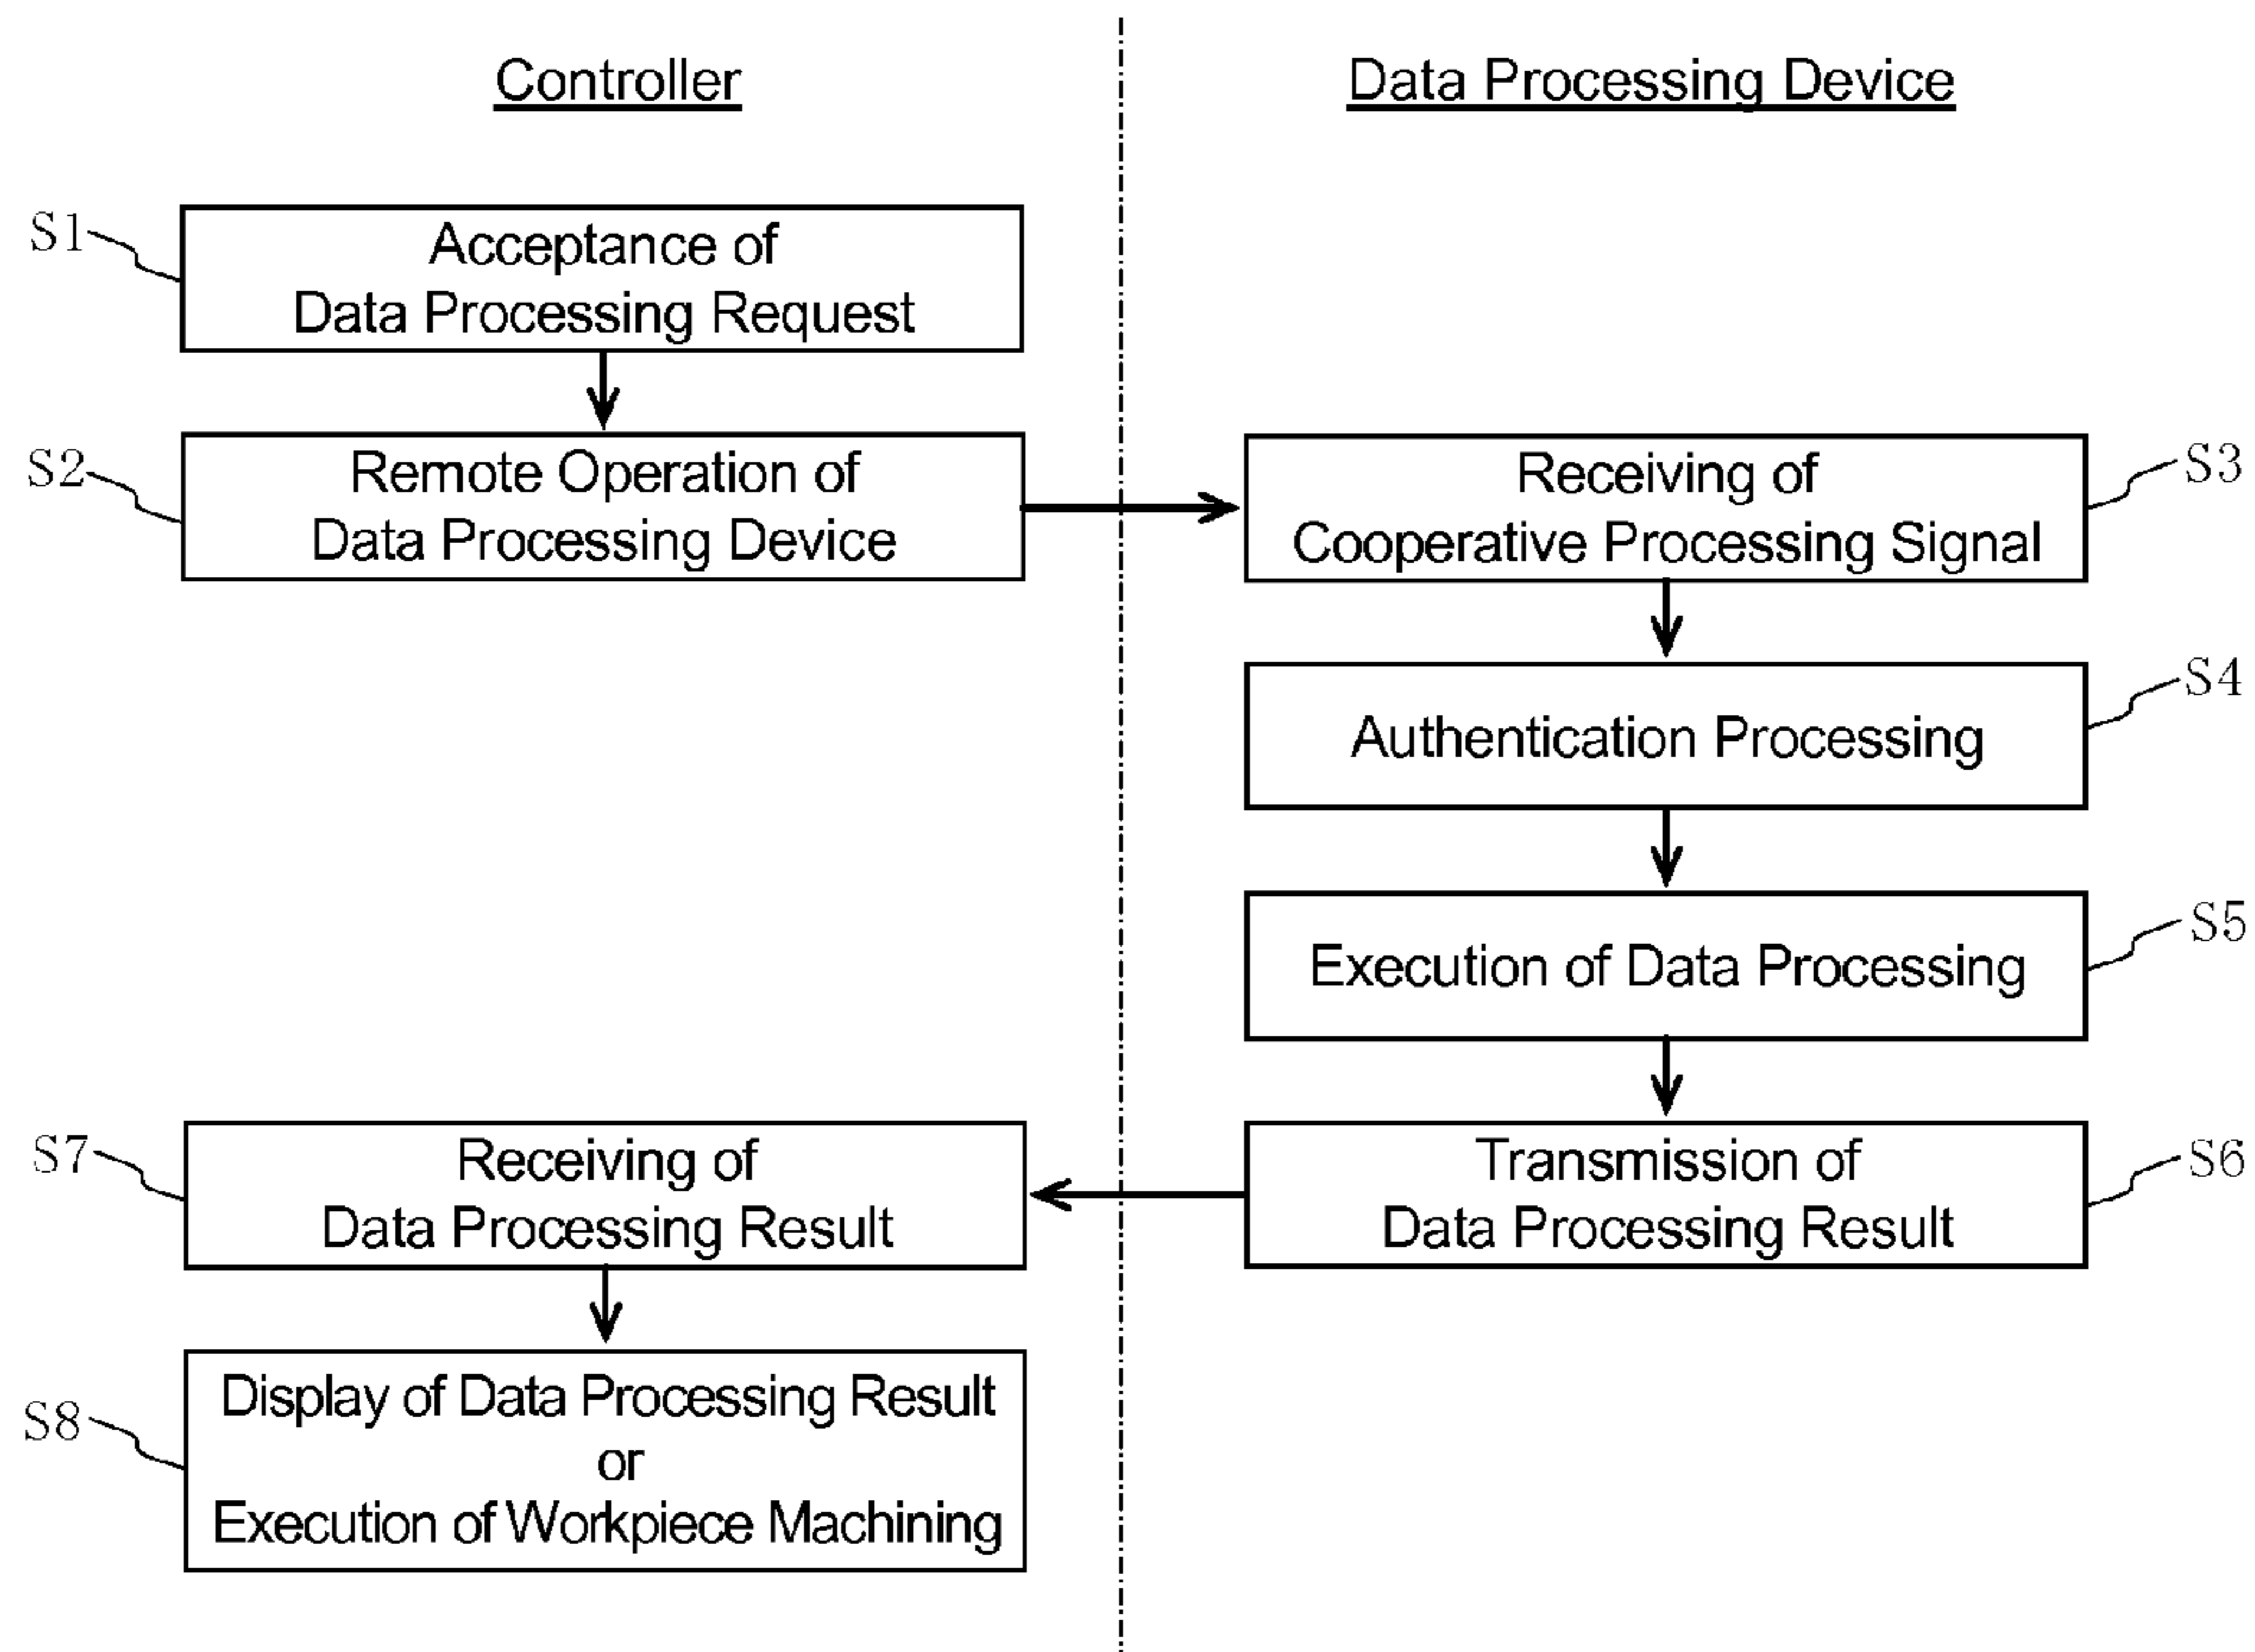 Controller
Data Processing Device
S1
Acceptance of
Data Processing Request
S2
Remote Operation of
Data Processing Device
S3
Receiving of
Cooperative Processing Signal
S4
Authentication Processing
S5
Execution of Data Processing
S6
Transmission of
Data Processing Result
S7
Receiving of
Data Processing Result
S8
Display of Data Processing Result
or
Execution of Workpiece Machining